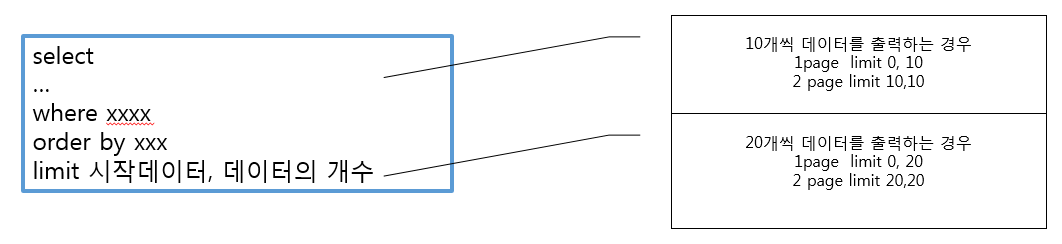 select
...
where xxxx
order by xxx
limit 시작데이터, 데이터의 개수
10개씩 데이터를 출력하는 경우
1page  limit 0, 10
2 page limit 10,10
20개씩 데이터를 출력하는 경우
1page  limit 0, 20
2 page limit 20,20